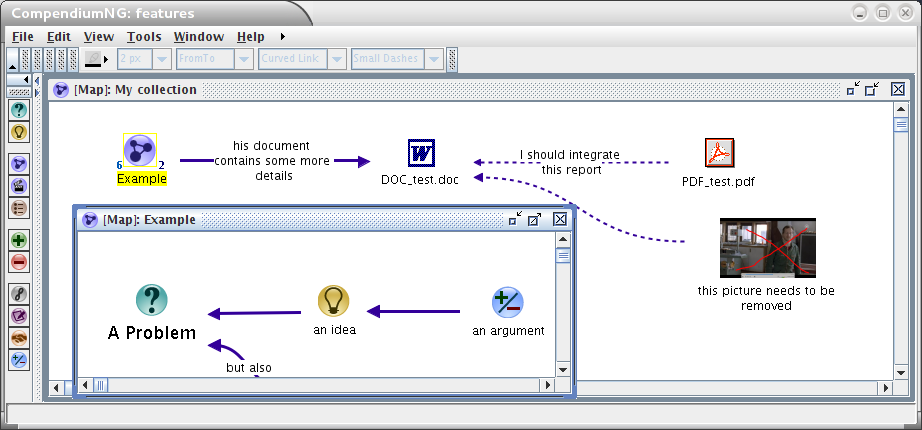 CompendiumNG: features
File Edit View Tools Window Help
2 px FromTo Curved Link: Small Dashes
[Map]: My collection
his document
contains some more
details
6 2
Example
W
DOC_test.doc
I should integrate
this report
PDF_test.pdf
this picture needs to be
removed
[Map]: Example
A Problem
an idea
an argument
but also